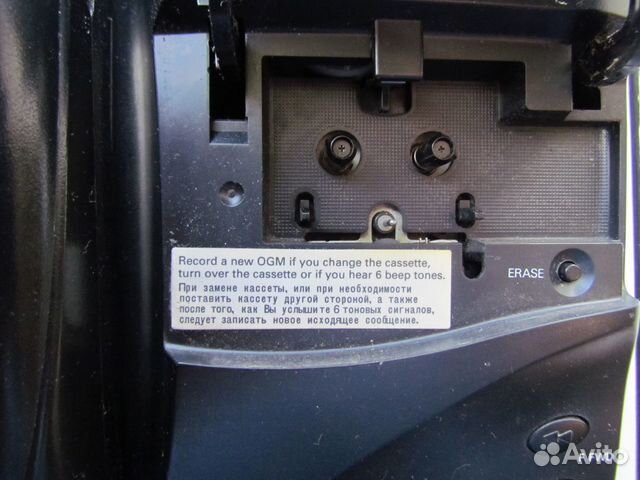 Record a new OGM if you change the cassette,
turn over the cassette or if you hear 6 beep tones.
При замене кассеты, или при необходимости
поставить кассету другой стороной, а также
после того, как Вы услышите 6 тоновых сигналов,
следует записать новое исходящее сообщение.
ERASE
Avito